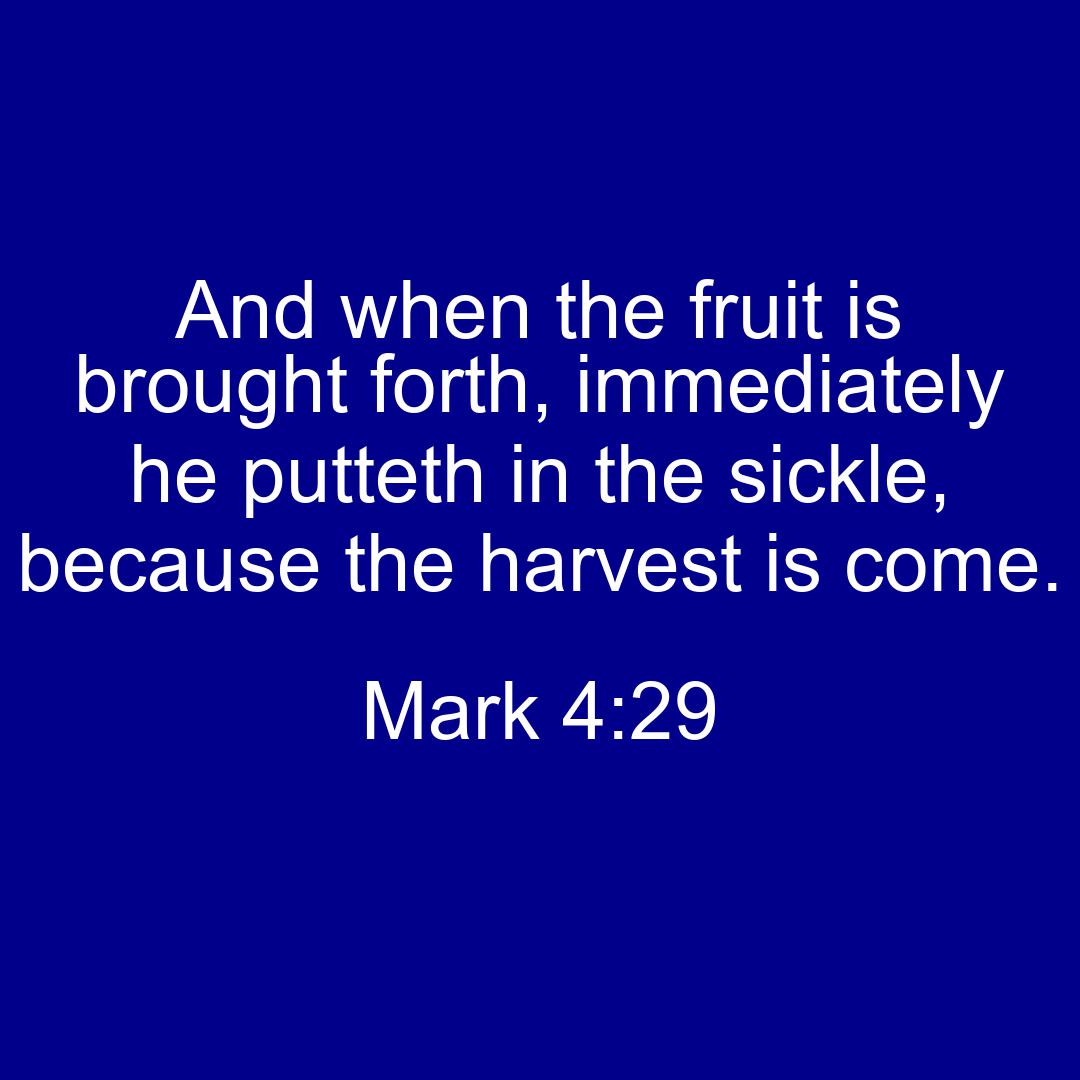 And when the fruit is
brought forth, immediately
he putteth in the sickle,
because the harvest is come.
Mark 4:29